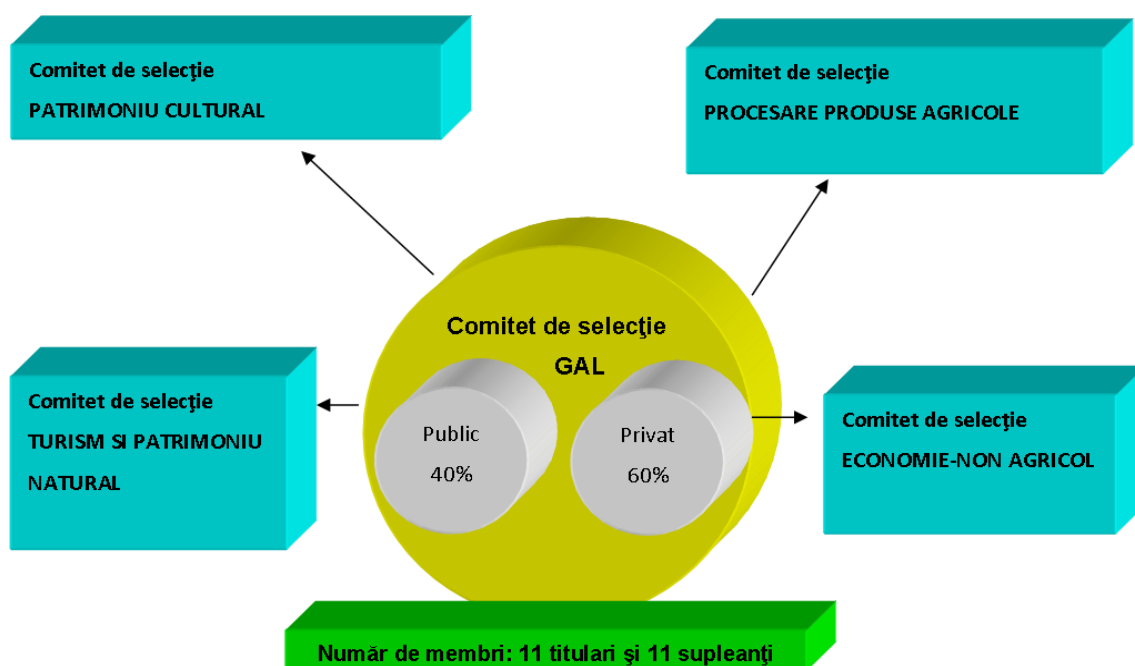 Comitet de selecţie
PATRIMONIU CULTURAL
Comitet de selecţie
PROCESARE PRODUSE AGRICOLE
Comitet de selecţie
GAL
Public
40%
Privat
60%
Comitet de selecţie
TURISM SI PATRIMONIU
NATURAL
Comitet de selecţie
ECONOMIE-NON AGRICOL
Număr de membri: 11 titulari şi 11 supleanţi